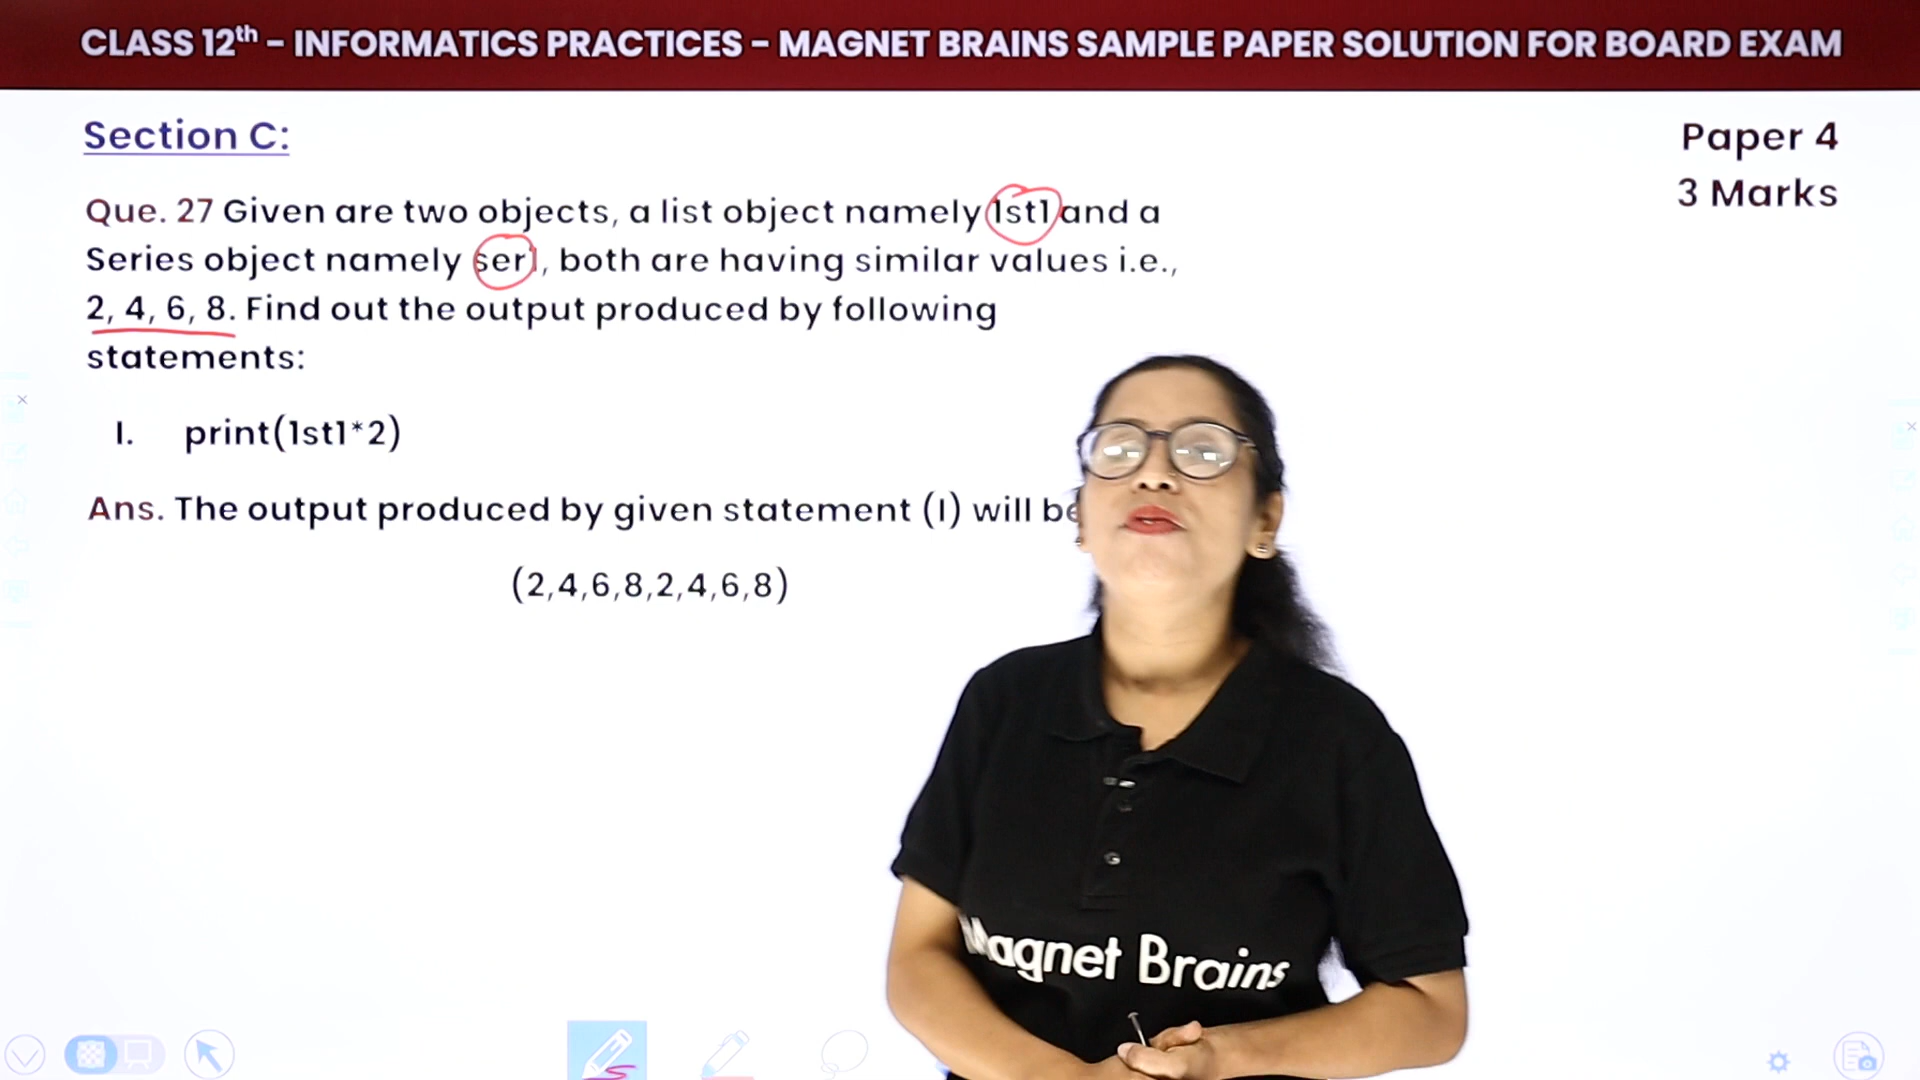 CLASS 12th – INFORMATICS PRACTICES – MAGNET BRAINS SAMPLE PAPER SOLUTION FOR BOARD EXAM
Section C:
Paper 4
3 Marks
Que. 27 Given are two objects, a list object namely 1st1 and a
Series object namely ser1, both are having similar values i.e.,
2, 4, 6, 8. Find out the output produced by following
statements:
I. print(1st1*2)
Ans. The output produced by given statement (I) will be
(2,4,6,8,2,4,6,8)
Magnet Brains